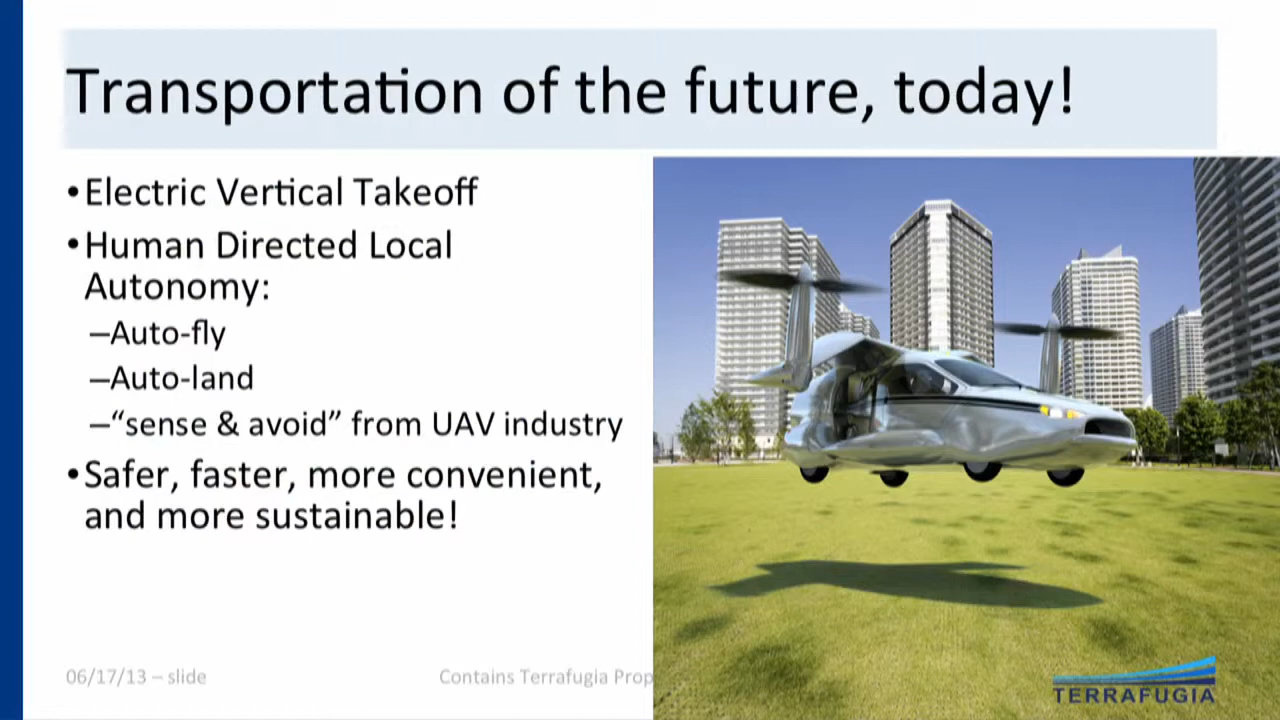 Transportation of the future, today!
•Electric Vertical Takeoff
•Human Directed Local
Autonomy:
–Auto-fly
–Auto-land
–“sense & avoid” from UAV industry
•Safer, faster, more convenient,
and more sustainable!
06/17/13 – slide
Contains Terrafugia Prop
TERRAFUGIA